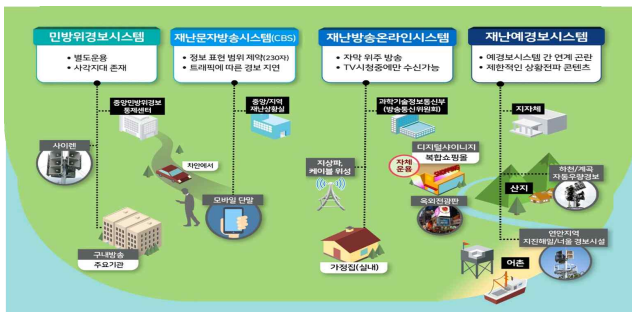 민방위경보시스템
• 별도운용
• 사각지대 존재
중앙민방위경보
통제센터
사이렌
구내방송
주요기관
재난문자방송시스템(CBS)
• 정보 표현 범위 제약(230자)
• 트래픽에 따른 경보 지연
중앙/지역
재난상황실
차안에서
모바일 단말
재난방송온라인시스템
• 자막 위주 방송
• TV시청중에만 수신가능
과학기술정보통신부
(방송통신위원회)
지상파,
케이블 위성
자체
운용
디지털사이니지
복합쇼핑몰
옥외전광판
가정집(실내)
재난예경보시스템
• 예경보시스템 간 연계 곤란
• 제한적인 상황전파 콘텐츠
지자체
산지
하천/계곡
자동우량경보
연안지역
지진해일/너울 경보시설
어촌